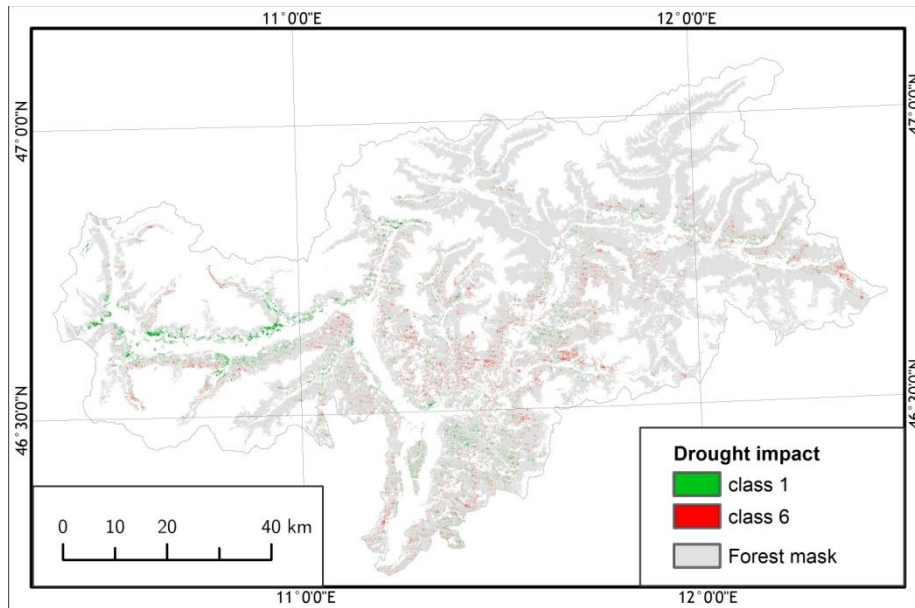 11°0'0"E 12°0'0"E
47°0'0"N 47°0'0"N
46°30'0"N 46°30'0"N
Drought impact
class 1
class 6
Forest mask
0 10 20 40 km
11°0'0"E 12°0'0"E